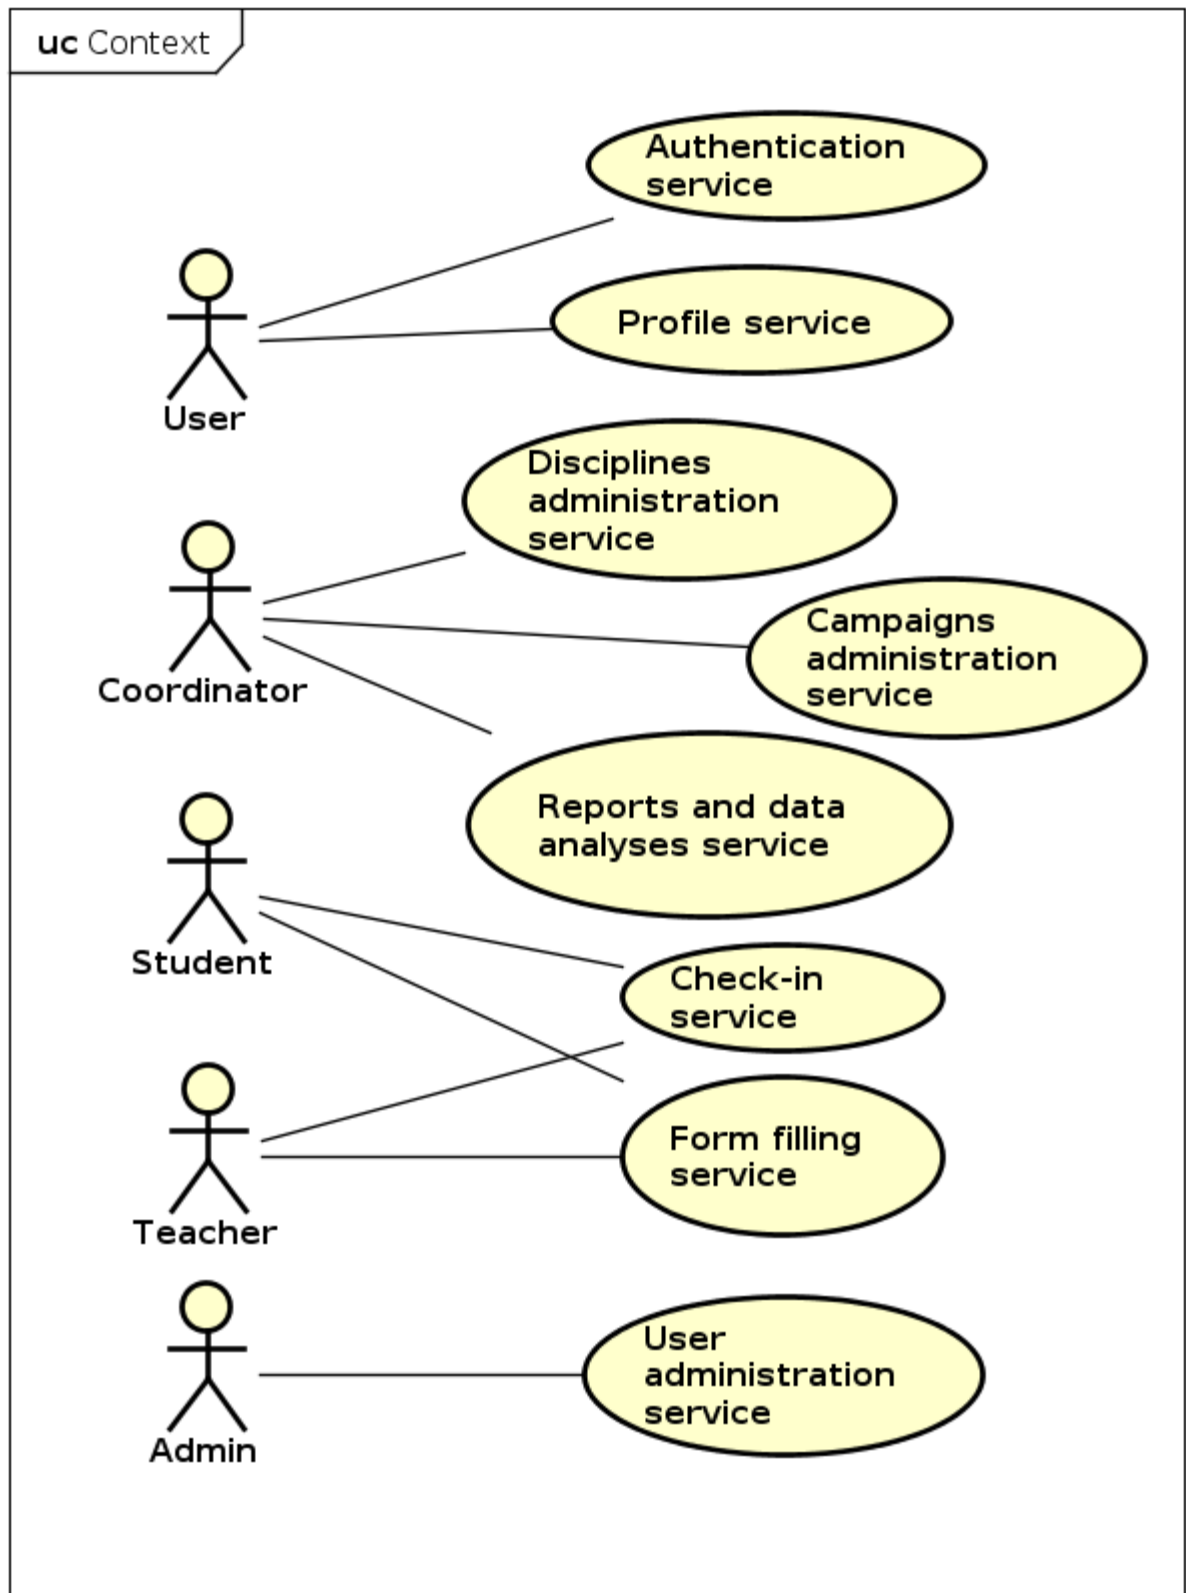 uc Context
Authentication
service
Profile service
User
Disciplines
administration
service
Campaigns
administration
service
Coordinator
Reports and data
analyses service
Student
Check-in
service
Form filling
service
Teacher
User
administration
service
Admin